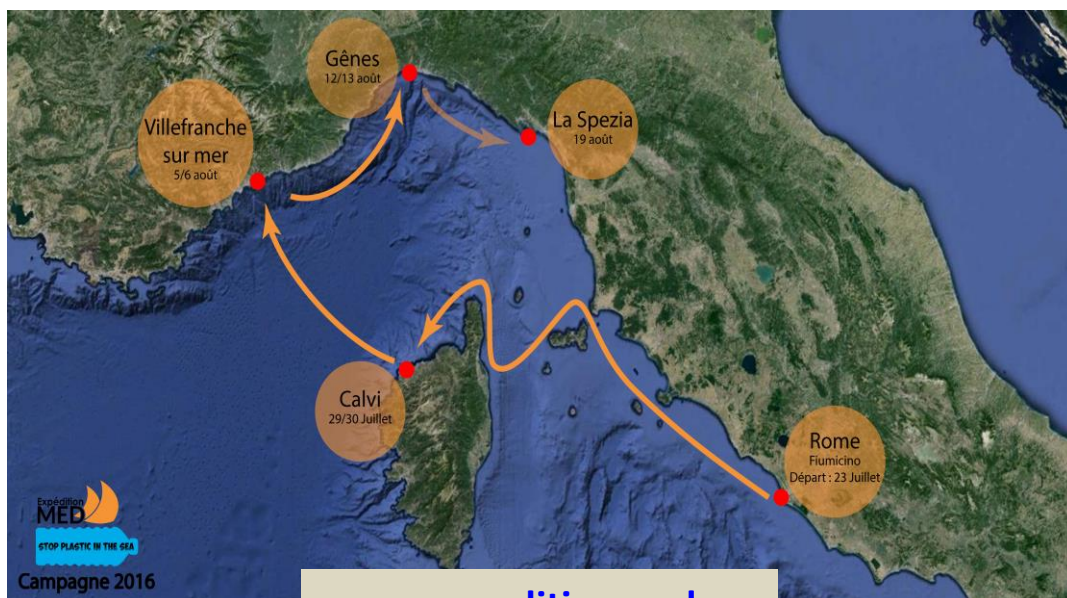 Gênes
12/13 août
Villefranche
sur mer
5/6 août
La Spezia
19 août
Calvi
29/30 Juillet
Rome
Fiumicino
Départ : 23 Juillet
Expédition
MED
STOP PLASTIC IN THE SEA
Campagne 2016